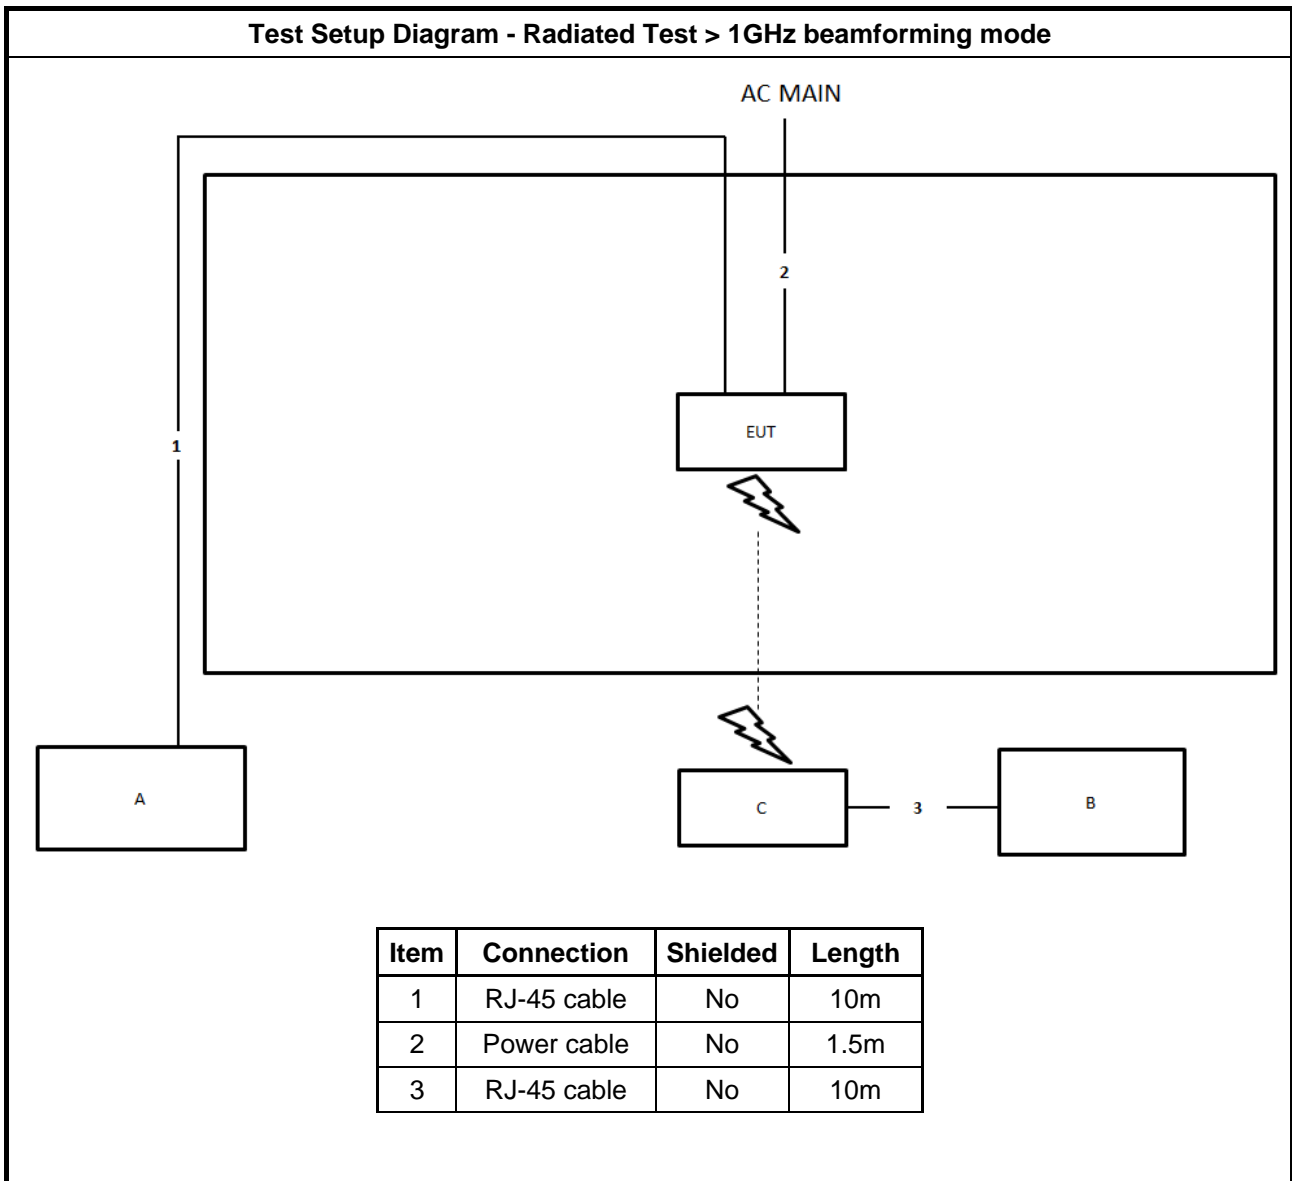 Test Setup Diagram - Radiated Test > 1GHz beamforming mode
AC MAIN
2
1
EUT
A
C
3
B
Item Connection Shielded Length
1 RJ-45 cable No 10m
2 Power cable No 1.5m
3 RJ-45 cable No 10m